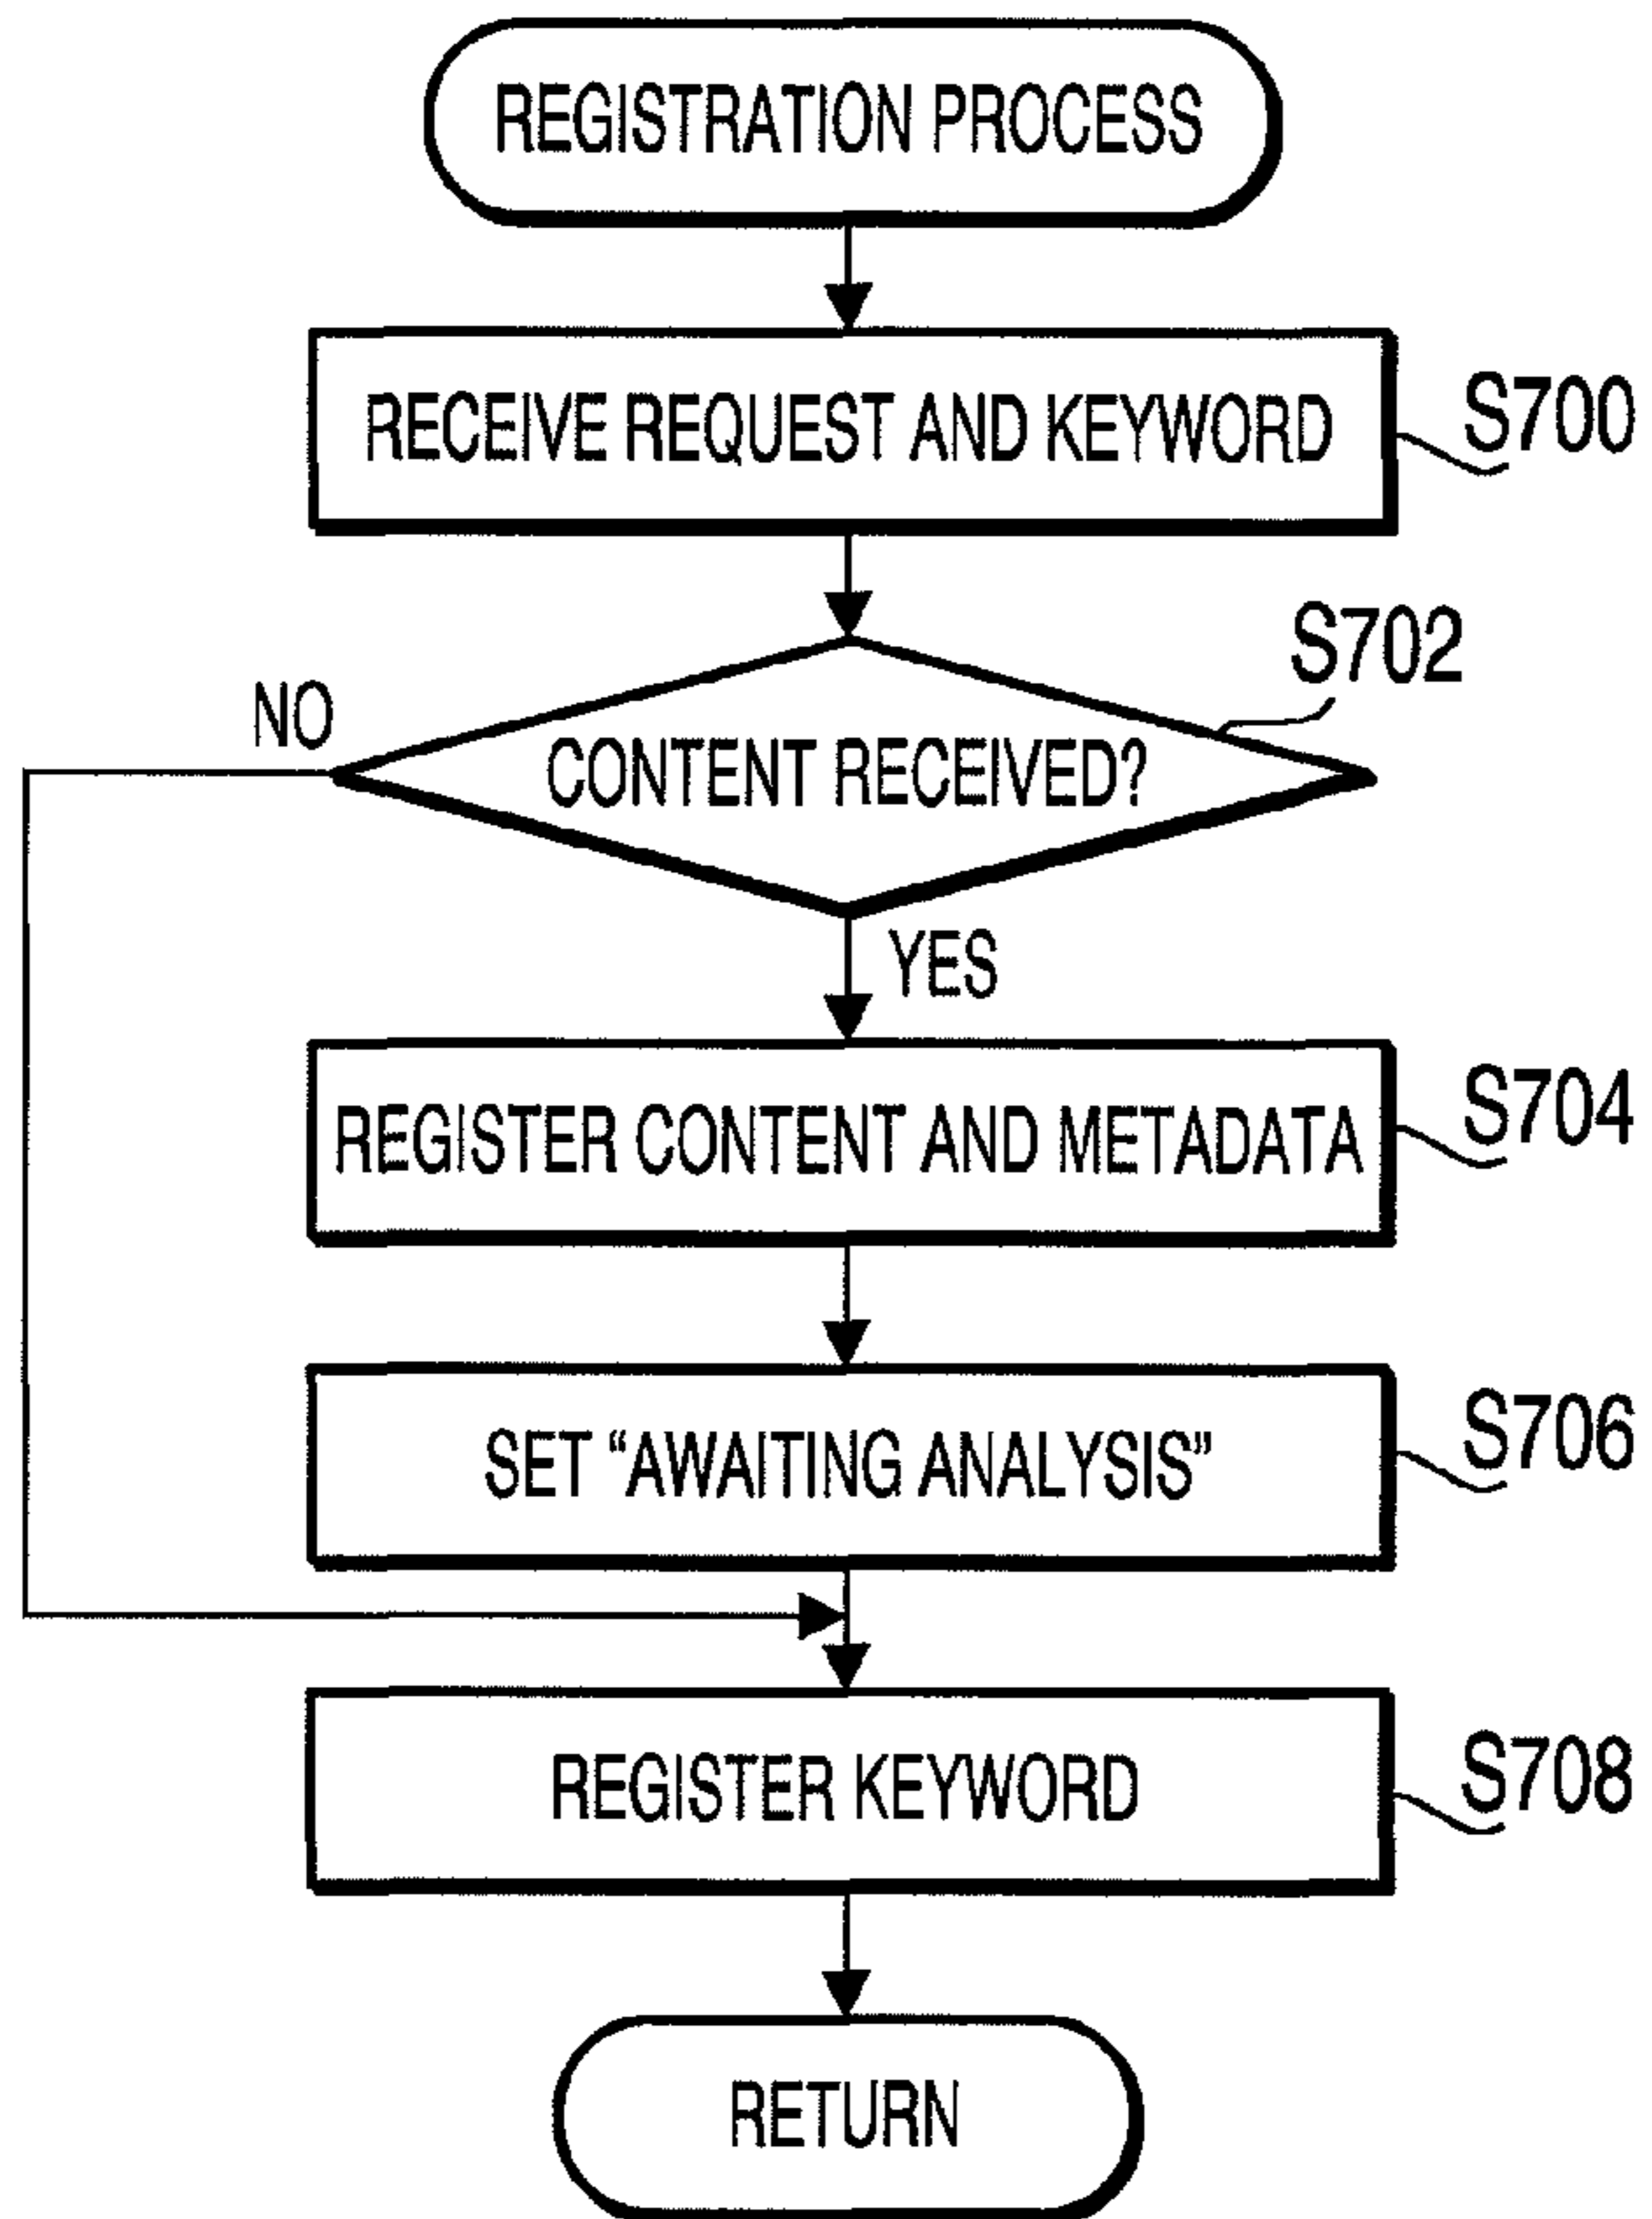 REGISTRATION PROCESS
RECEIVE REQUEST AND KEYWORD
S700
S702
NO
CONTENT RECEIVED?
YES
REGISTER CONTENT AND METADATA
S704
SET “AWAITING ANALYSIS”
S706
REGISTER KEYWORD
S708
RETURN